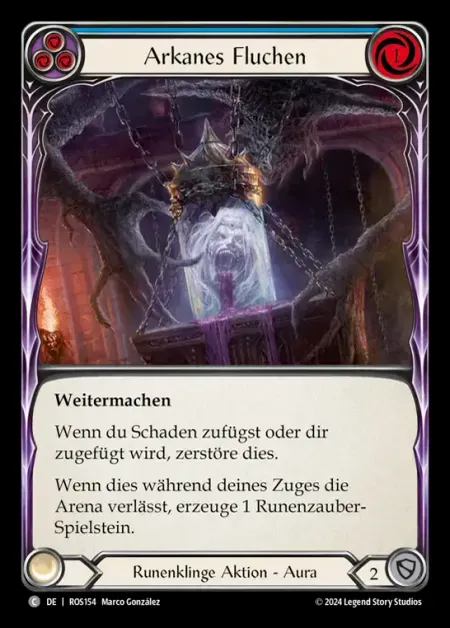 Arkanes Fluchen
1
Weitermachen
Wenn du Schaden zufügst oder dir
zugefügt wird, zerstöre dies.
Wenn dies während deines Zuges die
Arena verlässt, erzeuge 1 Runenzauber-
Spielstein.
Runenklinge Aktion - Aura
2
C DE | ROS154 Marco González
© 2024 Legend Story Studios